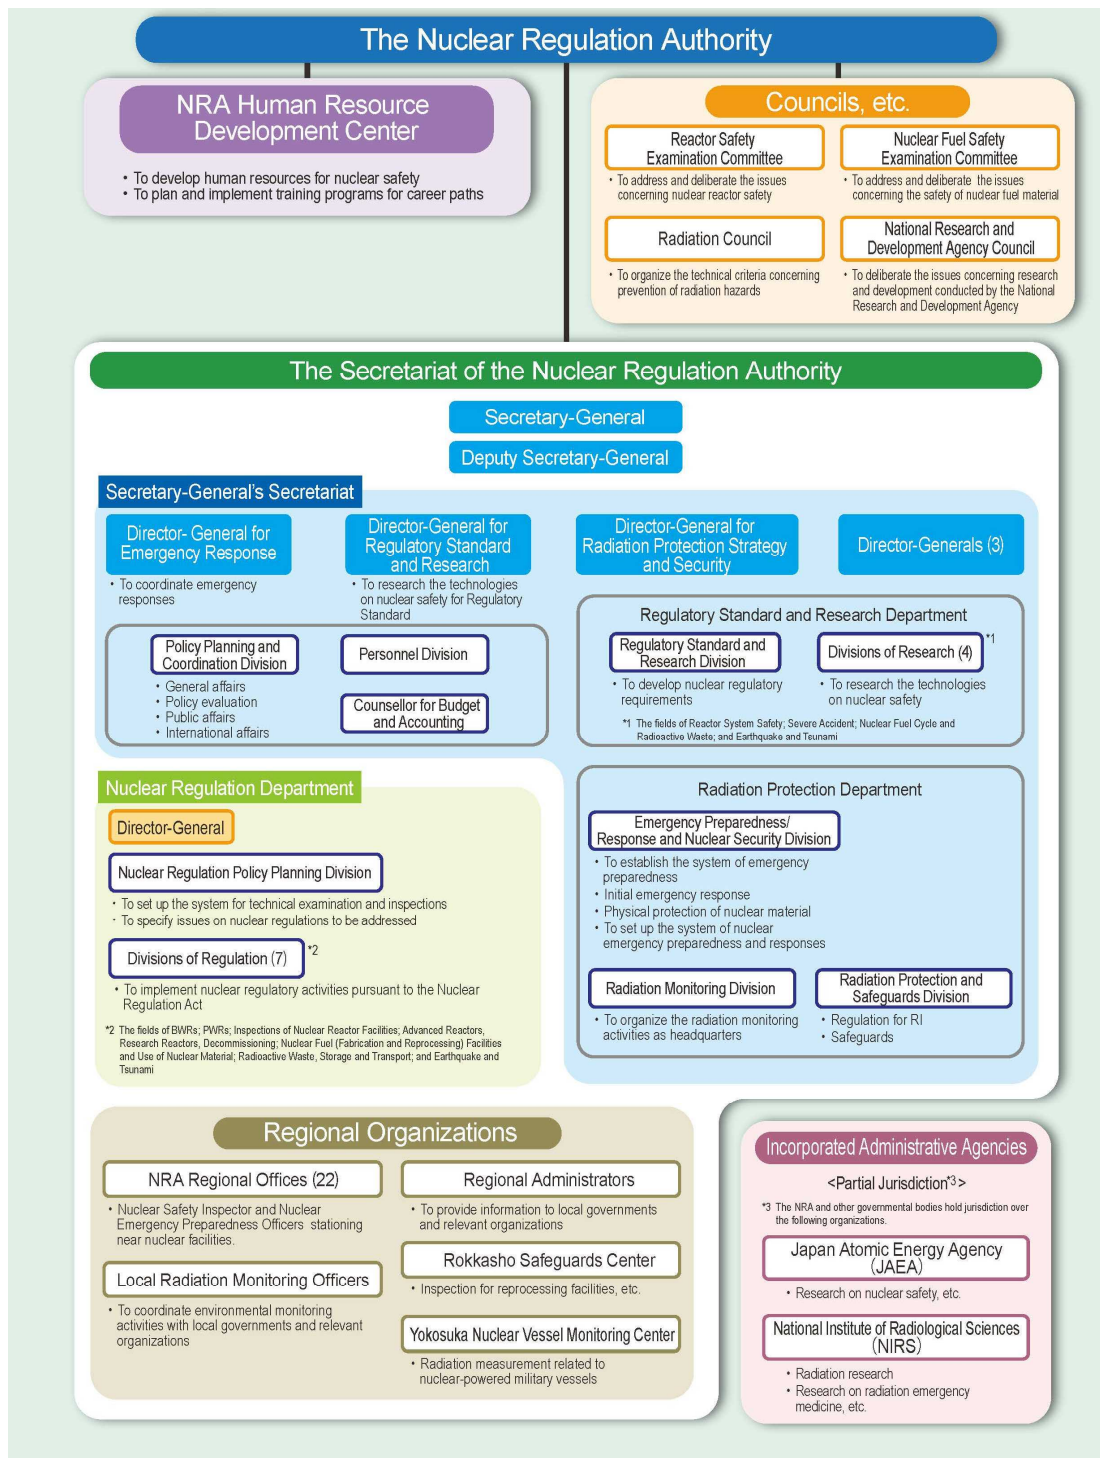 The Nuclear Regulation Authority
NRA Human Resource
Development Center
• To develop human resources for nuclear safety
• To plan and implement training programs for career paths
Councils, etc.
Reactor Safety
Examination Committee
• To address and deliberate the issues
concerning nuclear reactor safety
Nuclear Fuel Safety
Examination Committee
• To address and deliberate the issues
concerning the safety of nuclear fuel material
Radiation Council
• To organize the technical criteria concerning
prevention of radiation hazards
National Research and
Development Agency Council
• To deliberate the issues concerning research
and development conducted by the National
Research and Development Agency
The Secretariat of the Nuclear Regulation Authority
Secretary-General
Deputy Secretary-General
Secretary-General's Secretariat
Director- General for
Emergency Response
• To coordinate emergency
responses
Director-General for
Regulatory Standard
and Research
• To research the technologies
on nuclear safety for Regulatory
Standard
Director-General for
Radiation Protection Strategy
and Security
Director-Generals (3)
Policy Planning and
Coordination Division
• General affairs
• Policy evaluation
• Public affairs
• International affairs
Personnel Division
Counsellor for Budget
and Accounting
Regulatory Standard and Research Department
Regulatory Standard and
Research Division
• To develop nuclear regulatory
requirements
Divisions of Research (4)
*1
• To research the technologies
on nuclear safety
*1 The fields of Reactor System Safety; Severe Accident; Nuclear Fuel Cycle and
Radioactive Waste; and Earthquake and Tsunami
Nuclear Regulation Department
Director-General
Nuclear Regulation Policy Planning Division
• To set up the system for technical examination and inspections
· To specify issues on nuclear regulations to be addressed
Divisions of Regulation (7)
*2
• To implement nuclear regulatory activities pursuant to the Nuclear
Regulation Act
*2 The fields of BWRs; PWRs; Inspections of Nuclear Reactor Facilities; Advanced Reactors,
Research Reactors, Decommissioning; Nuclear Fuel (Fabrication and Reprocessing) Facilities
and Use of Nuclear Material; Radioactive Waste, Storage and Transport; and Earthquake and
Tsunami
Radiation Protection Department
Emergency Preparedness/
Response and Nuclear Security Division
• To establish the system of emergency
preparedness
• Initial emergency response
• Physical protection of nuclear material
• To set up the system of nuclear
emergency preparedness and responses
Radiation Monitoring Division
• To organize the radiation monitoring
activities as headquarters
Radiation Protection and
Safeguards Division
• Regulation for RI
• Safeguards
Regional Organizations
NRA Regional Offices (22)
• Nuclear Safety Inspector and Nuclear
Emergency Preparedness Officers stationing
near nuclear facilities.
Local Radiation Monitoring Officers
• To coordinate environmental monitoring
activities with local governments and relevant
organizations
Regional Administrators
• To provide information to local governments
and relevant organizations
Rokkasho Safeguards Center
• Inspection for reprocessing facilities, etc.
Yokosuka Nuclear Vessel Monitoring Center
• Radiation measurement related to
nuclear-powered military vessels
Incorporated Administrative Agencies
<Partial Jurisdiction*3 >
*3 The NRA and other governmental bodies hold jurisdiction over
the following organizations.
Japan Atomic Energy Agency
(JAEA)
• Research on nuclear safety, etc.
National Institute of Radiological Sciences
(NIRS)
• Radiation research
• Research on radiation emergency
medicine, etc.